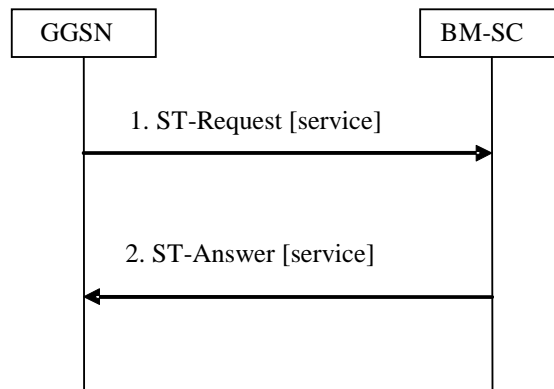 GGSN
BM-SC
1. ST-Request [service]
2. ST-Answer [service]